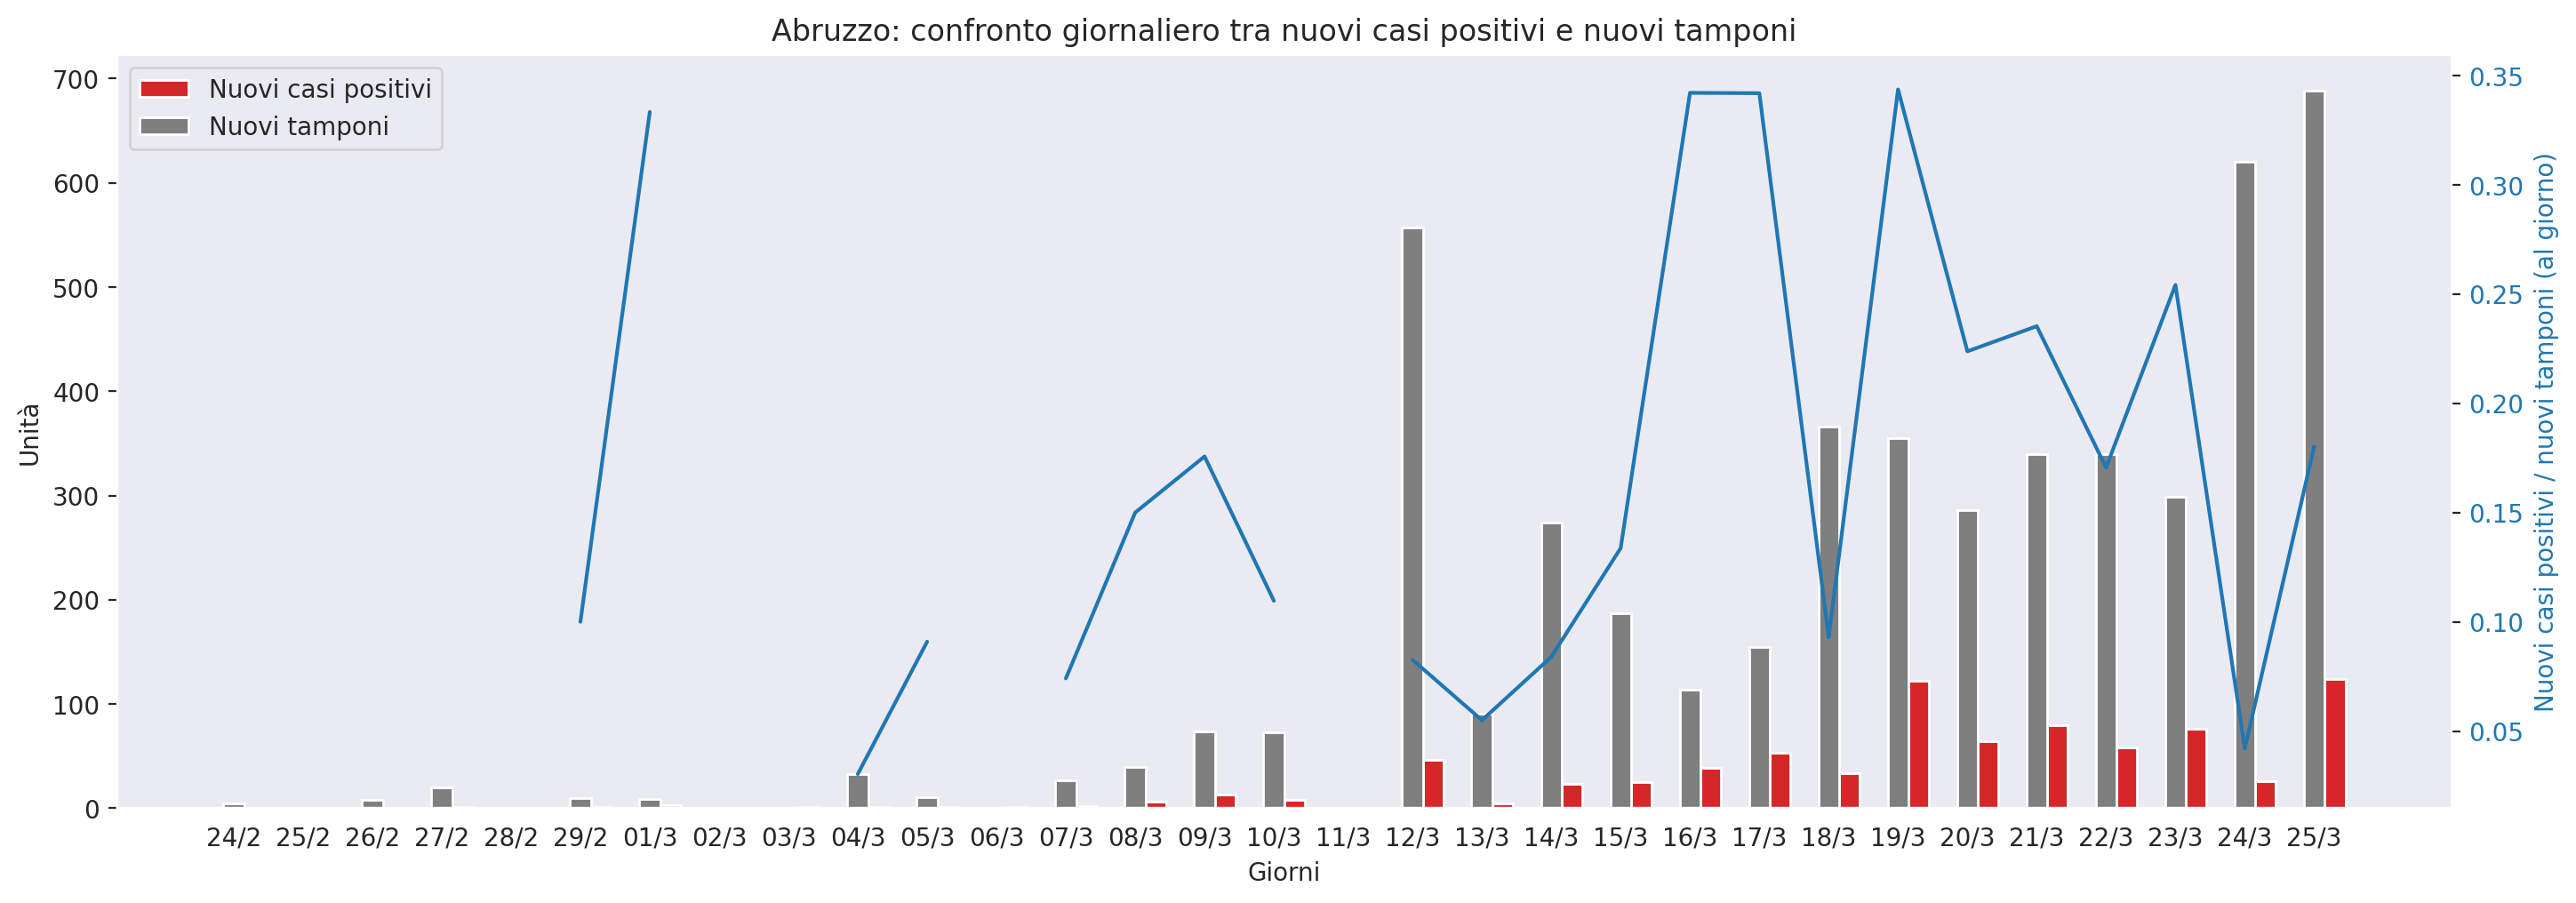 Abruzzo: confronto giornaliero tra nuovi casi positivi e nuovi tamponi
Nuovi casi positivi
Nuovi tamponi
700
600
500
400
300
200
100
0
Unità
0.35
0.30
0.25
0.20
0.15
0.10
0.05
Nuovi casi positivi / nuovi tamponi (al giorno)
24/2 25/2 26/2 27/2 28/2 29/2 01/3 02/3 03/3 04/3 05/3 06/3 07/3 08/3 09/3 10/3 11/3 12/3 13/3 14/3 15/3 16/3 17/3 18/3 19/3 20/3 21/3 22/3 23/3 24/3 25/3
Giorni